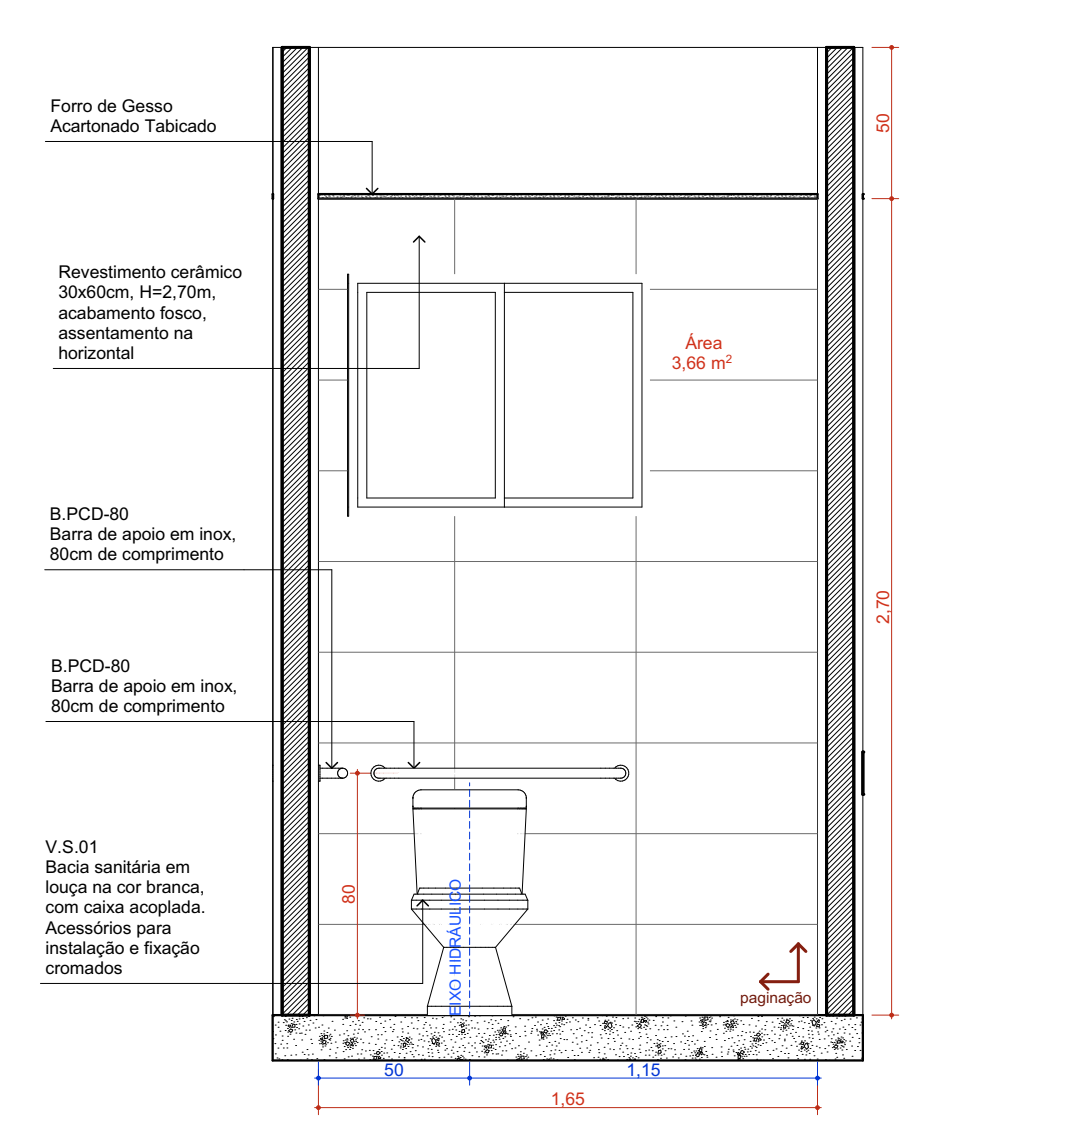 Forro de Gesso
Acartonado Tabicado
50
Revestimento cerâmico
30x60cm, H=2,70m,
acabamento fosco,
assentamento na
horizontal
Área
3,66 m²
B.PCD-80
Barra de apoio em inox,
80cm de comprimento
2,70
B.PCD-80
Barra de apoio em inox,
80cm de comprimento
V.S.01
Bacia sanitária em
louça na cor branca,
com caixa acoplada.
Acessórios para
instalação e fixação
cromados
80
EIXO HIDRÁULICO
paginação
50
1,15
1,65